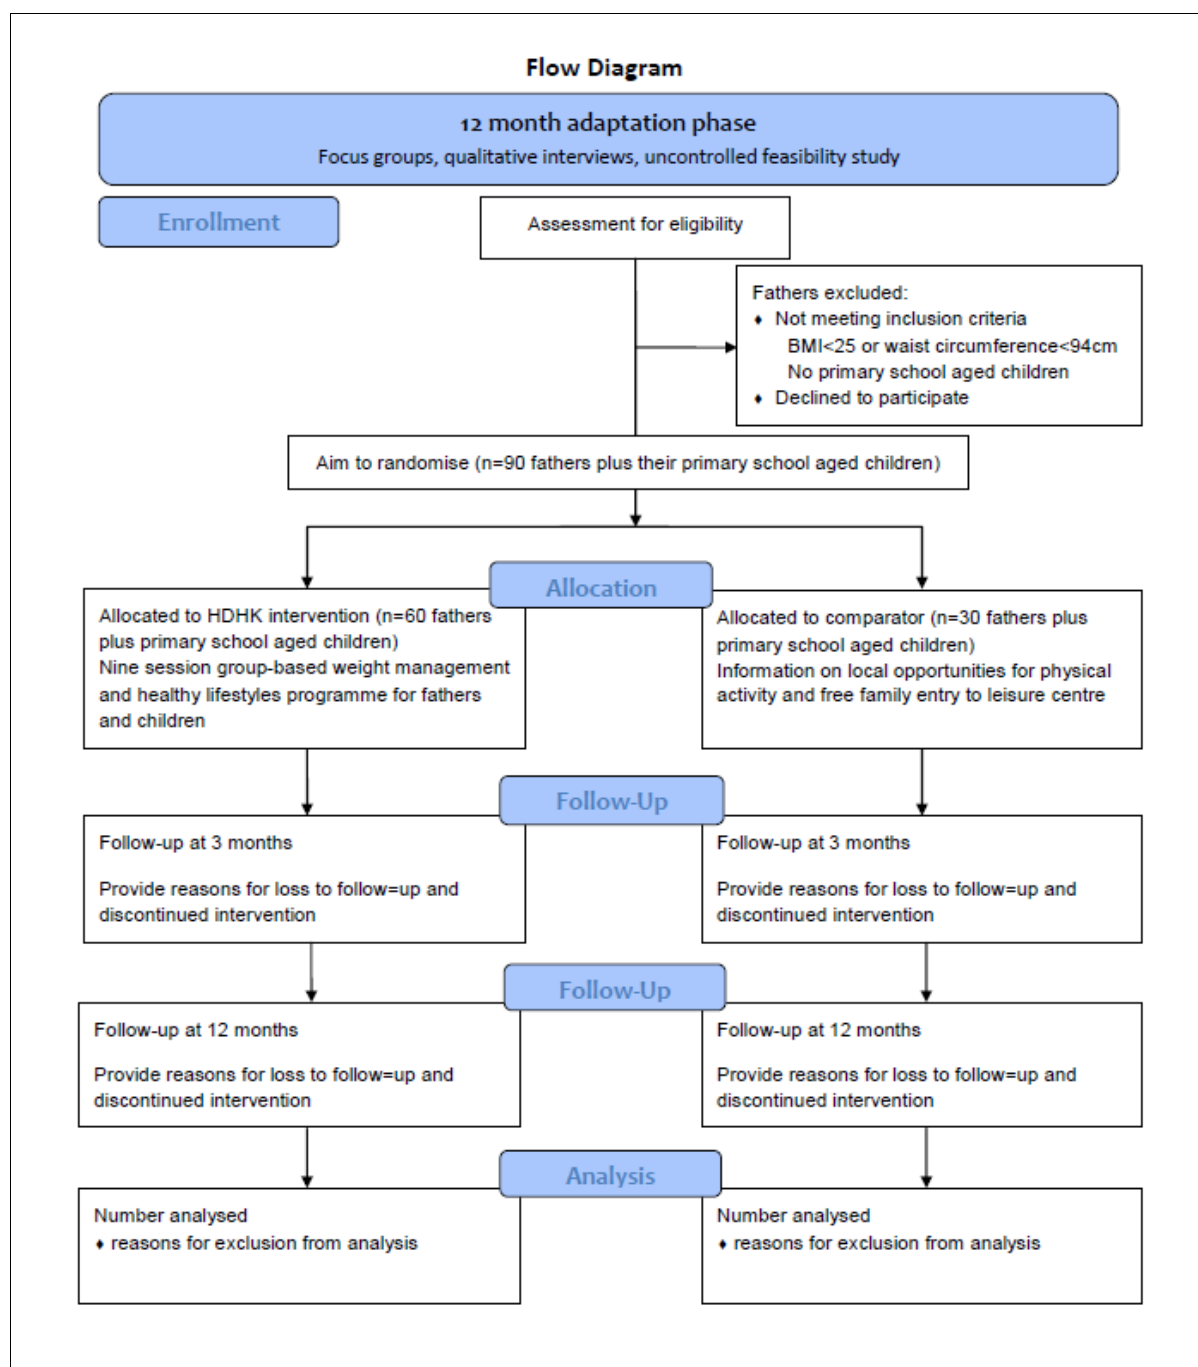 Flow Diagram
12 month adaptation phase
Focus groups, qualitative interviews, uncontrolled feasibility study
Enrollment
Assessment for eligibility
Fathers excluded:
♦ Not meeting inclusion criteria
BMI<25 or waist circumference<94cm
No primary school aged children
♦ Declined to participate
Aim to randomise (n=90 fathers plus their primary school aged children)
Allocation
Allocated to HDHK intervention (n=60 fathers
plus primary school aged children)
Nine session group-based weight management
and healthy lifestyles programme for fathers
and children
Allocated to comparator (n=30 fathers plus
primary school aged children)
Information on local opportunities for physical
activity and free family entry to leisure centre
Follow-Up
Follow-up at 3 months
Provide reasons for loss to follow=up and
discontinued intervention
Follow-up at 3 months
Provide reasons for loss to follow=up and
discontinued intervention
Follow-Up
Follow-up at 12 months
Provide reasons for loss to follow=up and
discontinued intervention
Follow-up at 12 months
Provide reasons for loss to follow=up and
discontinued intervention
Analysis
Number analysed
♦ reasons for exclusion from analysis
Number analysed
♦ reasons for exclusion from analysis